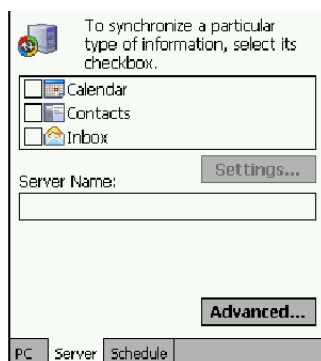 To synchronize a particular
type of information, select its
checkbox.
Calendar
Contacts
Inbox
Settings...
Server Name:
Advanced...
PC Server Schedule